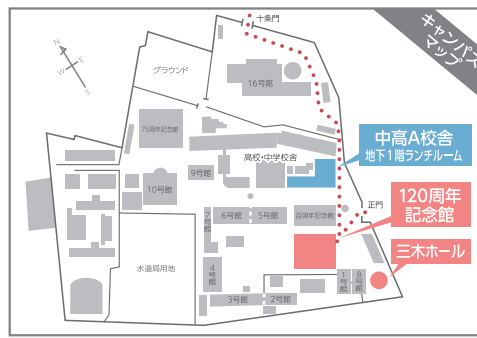 キャンパス
マップ
十条門
N
E
W
S
グラウンド
16号館
75周年記念館
高校・中学校舎
中高A校舎
地下1階ランチルーム
9号館
10号館
120周年
記念館
正門
7号館
6号館
5号館
百周年記念館
三木ホール
水道局用地
4号館
1号館
8号館
3号館
2号館